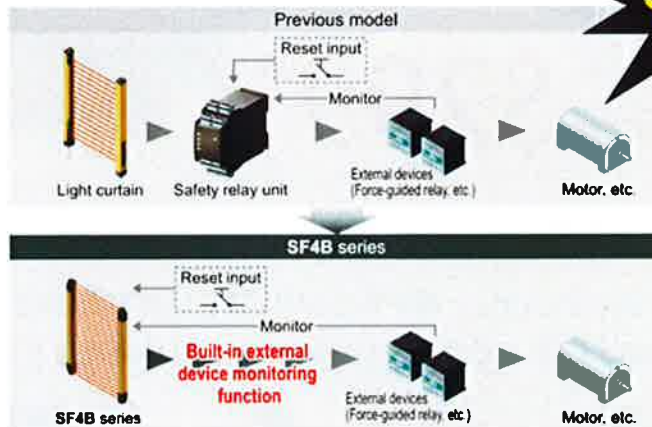 Previous model
Reset input
Monitor
Light curtain
Safety relay unit
External devices
(Force-guided relay, etc.)
Motor, etc.
SF4B series
Reset input
Monitor
Built-in external
device monitoring
function
SF4B series
External devices
(Force-guided relay, etc.)
Motor, etc.